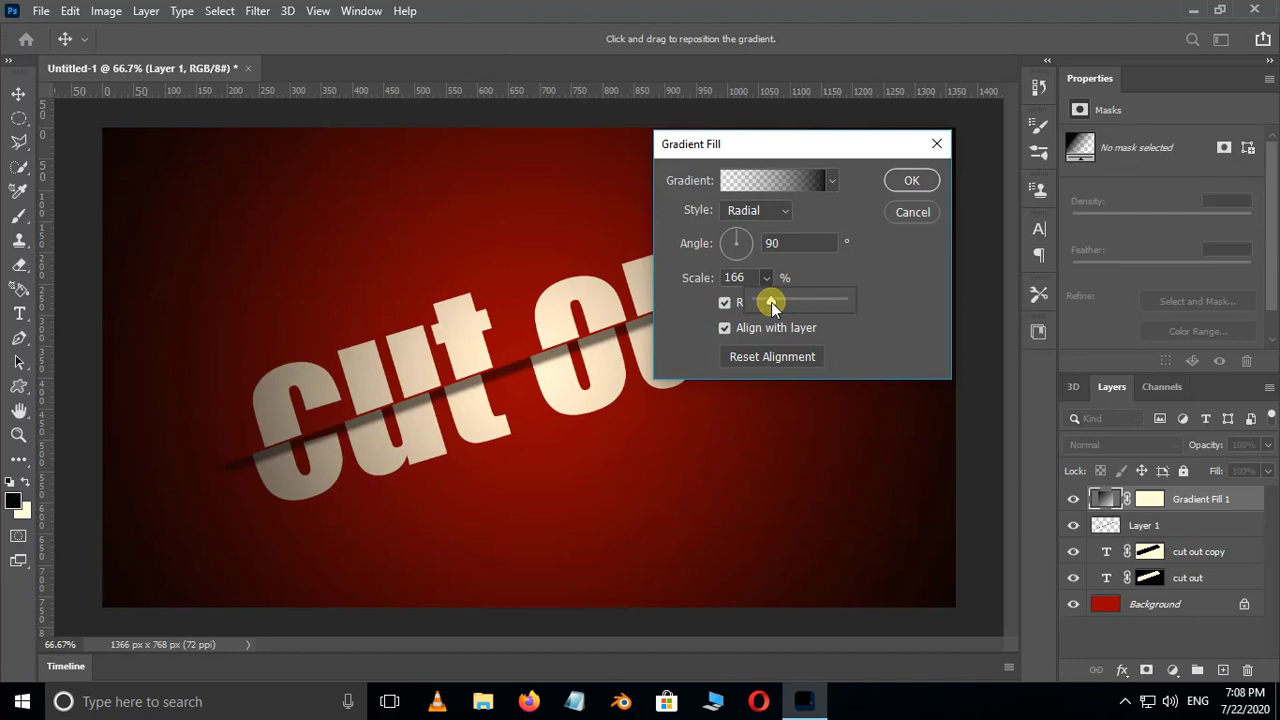 Ps File Edit Image Layer Type Select Filter 3D View Window Help
Click and drag to reposition the gradient.
Untitled-1 @ 66.7% (Layer 1, RGB/8#) *
50 0 50 100 150 200 250 300 350 400 450 500 550 600 650 700 750 800 850 900 950 1000 1050 1100 1150 1200 1250 1300 1350 1400
cut ou
Gradient Fill
Gradient:
OK
Style: Radial
Cancel
Angle: 90 °
Scale: 166 %
R
Align with layer
Reset Alignment
66.67% 1366 px x 768 px (72 ppi)
Timeline
Properties
Masks
No mask selected
Density:
Feather:
Refine: Select and Mask...
Color Range...
3D Layers Channels
Kind
Normal Opacity: 100%
Lock: Fill: 100%
Gradient Fill 1
Layer 1
T cut out copy
T cut out
Background
Type here to search
ENG
7:08 PM
7/22/2020